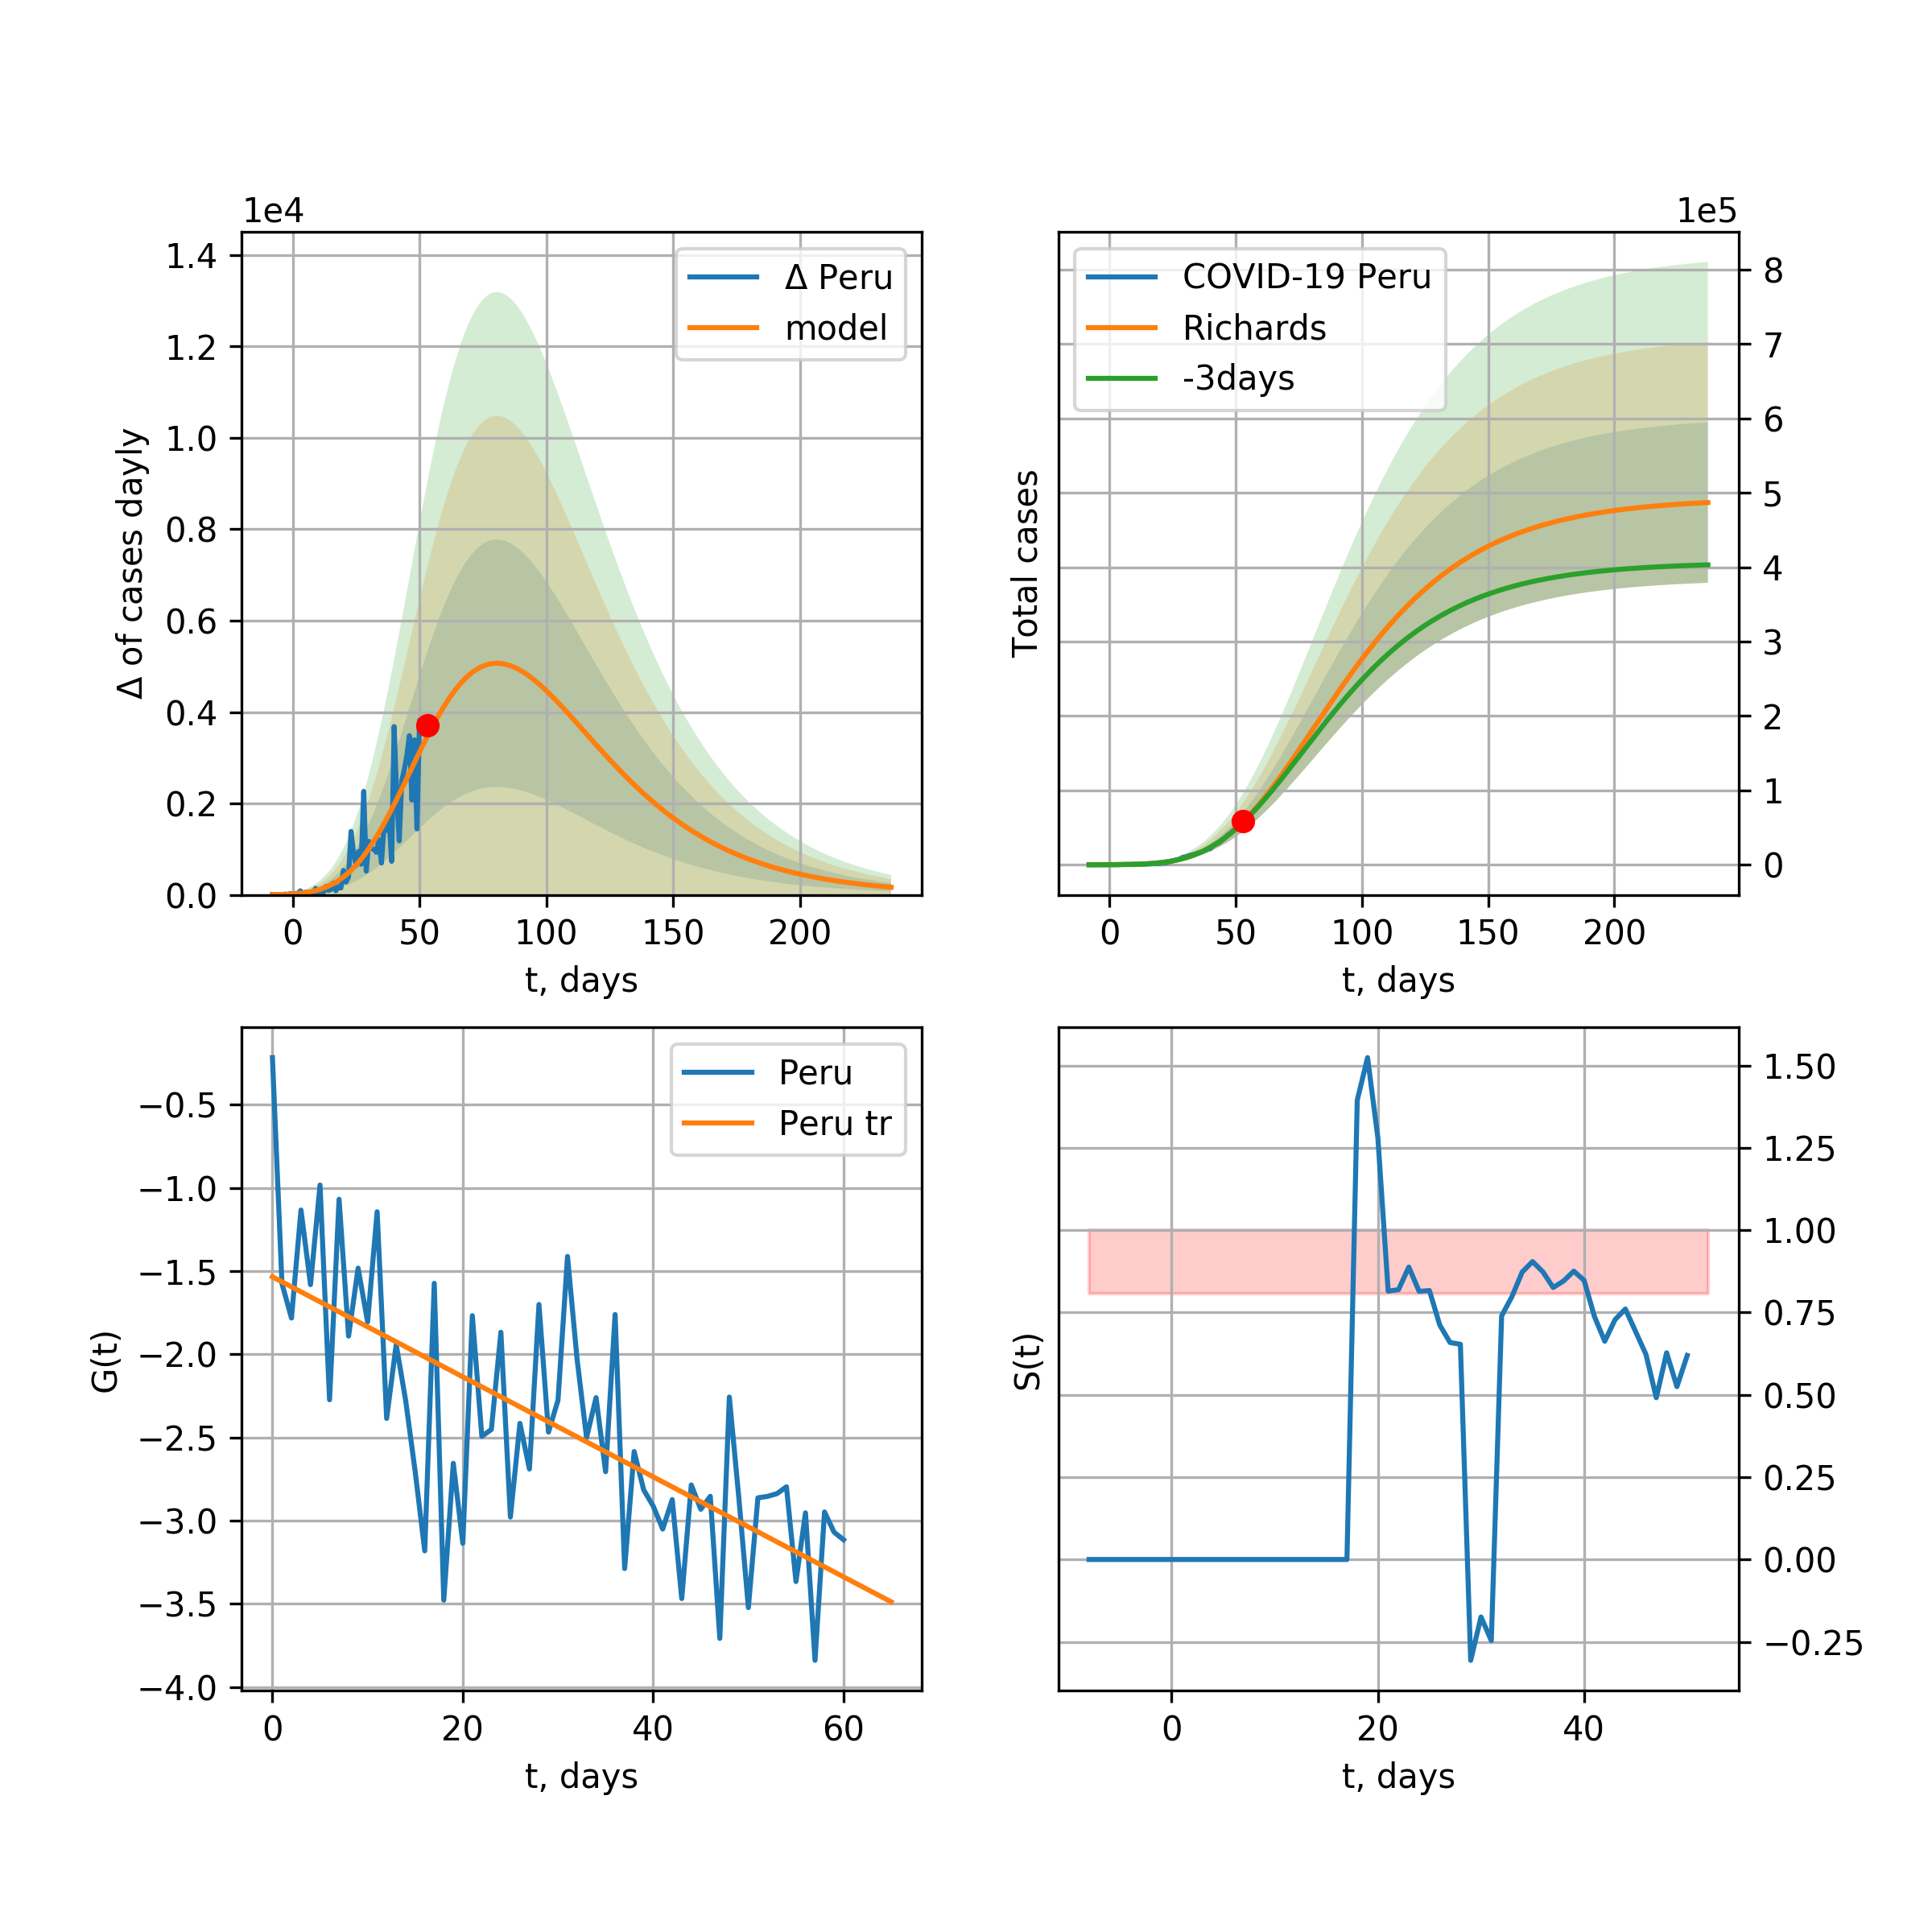 1e4
1.4
1.2
1.0
0.8
0.6
0.4
0.2
0.0
Δ of cases dayly
Δ Peru
model
0 50 100 150 200
t, days
1e5
COVID-19 Peru
Richards
-3days
Total cases
8
7
6
5
4
3
2
1
0
0 50 100 150 200
t, days
−0.5
−1.0
−1.5
−2.0
−2.5
−3.0
−3.5
−4.0
G(t)
Peru
Peru tr
0 20 40 60
t, days
S(t)
1.50
1.25
1.00
0.75
0.50
0.25
0.00
−0.25
0 20 40
t, days